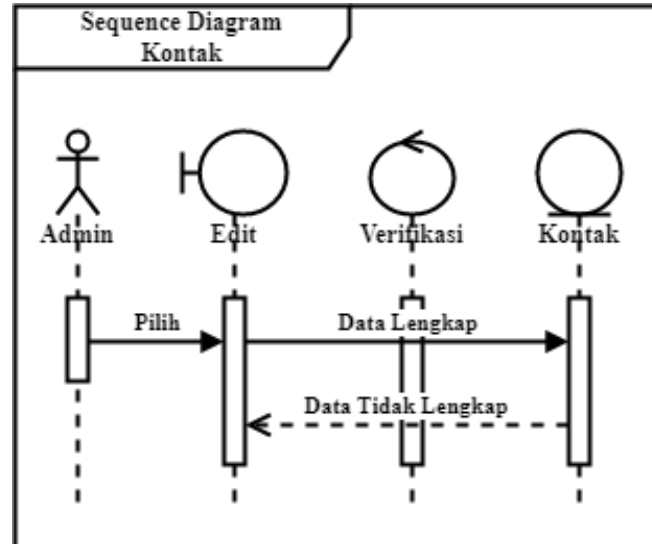 Sequence Diagram
Kontak
Admin
Edit
Verifikasi
Kontak
Pilih
Data Lengkap
Data Tidak Lengkap